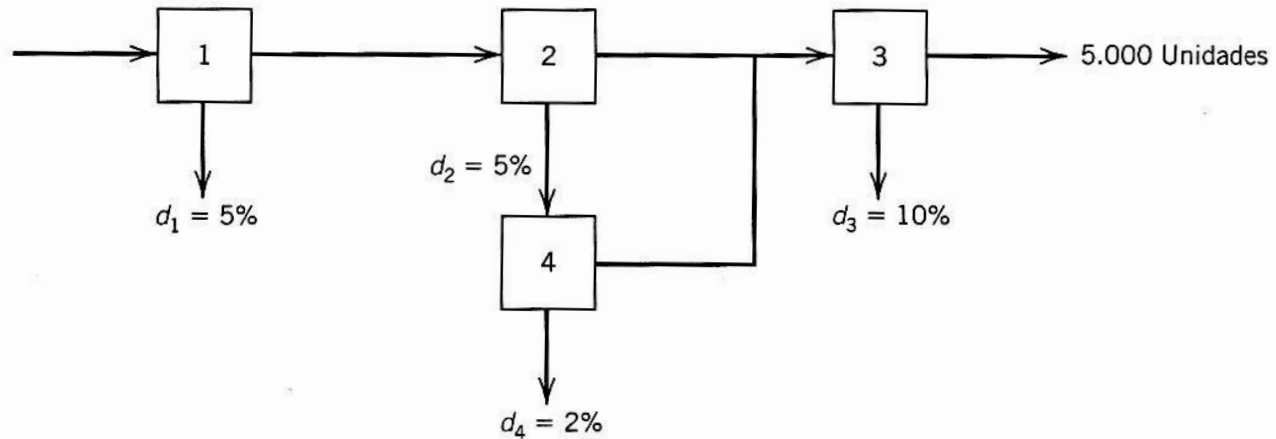 1
2
3
5.000 Unidades
d₂ = 5%
d₁ = 5%
d₃ = 10%
4
d₄ = 2%